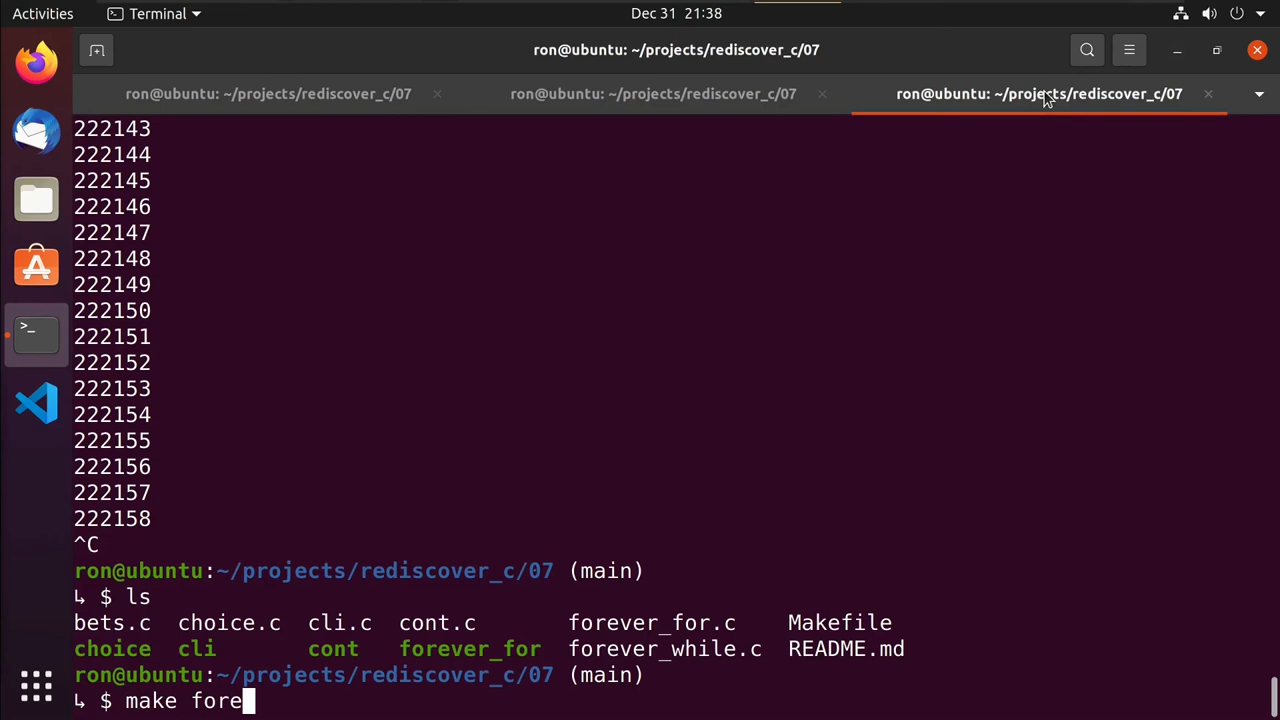 Activities
Terminal
Dec 31 21:38
ron@ubuntu: ~/projects/rediscover_c/07
ron@ubuntu: ~/projects/rediscover_c/07
ron@ubuntu: ~/projects/rediscover_c/07
ron@ubuntu: ~/projects/rediscover_c/07
222143
222144
222145
222146
222147
222148
222149
222150
222151
222152
222153
222154
222155
222156
222157
222158
^C
ron@ubuntu:~/projects/rediscover_c/07 (main)
↳ $ ls
bets.c choice.c cli.c cont.c forever_for.c Makefile
choice cli cont forever_for forever_while.c README.md
ron@ubuntu:~/projects/rediscover_c/07 (main)
↳ $ make fore